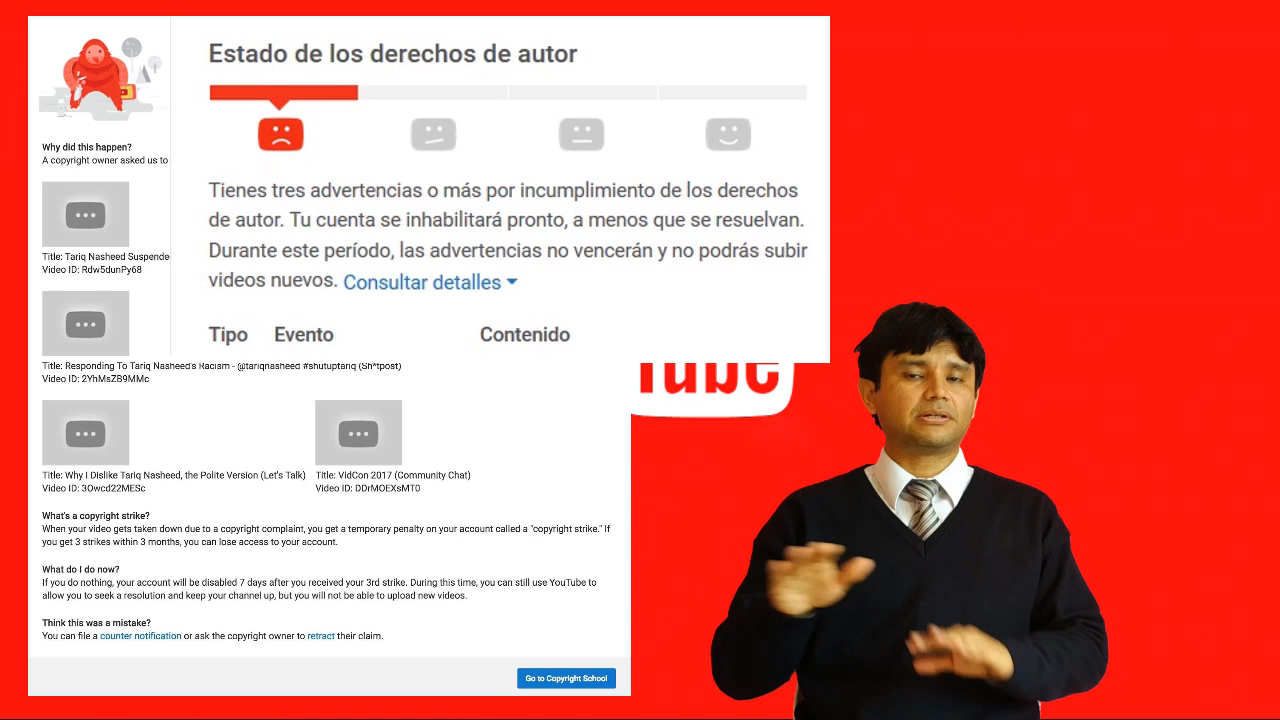 Estado de los derechos de autor
Tienes tres advertencias o más por incumplimiento de los derechos
de autor. Tu cuenta se inhabilitará pronto, a menos que se resuelvan.
Durante este período, las advertencias no vencerán y no podrás subir
videos nuevos. Consultar detalles
Tipo Evento Contenido
Why did this happen?
A copyright owner asked us to
Title: Tariq Nasheed Suspende
Video ID: Rdw5dunPy68
Title: Responding To Tariq Nasheed's Racism - @tariqnasheed #shutuptariq (Sh*tpost)
Video ID: 2YhMsZB9MMc
Title: Why I Dislike Tariq Nasheed, the Polite Version (Let's Talk)
Video ID: 3Owcd22MESc
Title: VidCon 2017 (Community Chat)
Video ID: DDrMOEXsMT0
What's a copyright strike?
When your video gets taken down due to a copyright complaint, you get a temporary penalty on your account called a "copyright strike." If
you get 3 strikes within 3 months, you can lose access to your account.
What do I do now?
If you do nothing, your account will be disabled 7 days after you received your 3rd strike. During this time, you can still use YouTube to
allow you to seek a resolution and keep your channel up, but you will not be able to upload new videos.
Think this was a mistake?
You can file a counter notification or ask the copyright owner to retract their claim.
Go to Copyright School
Tube